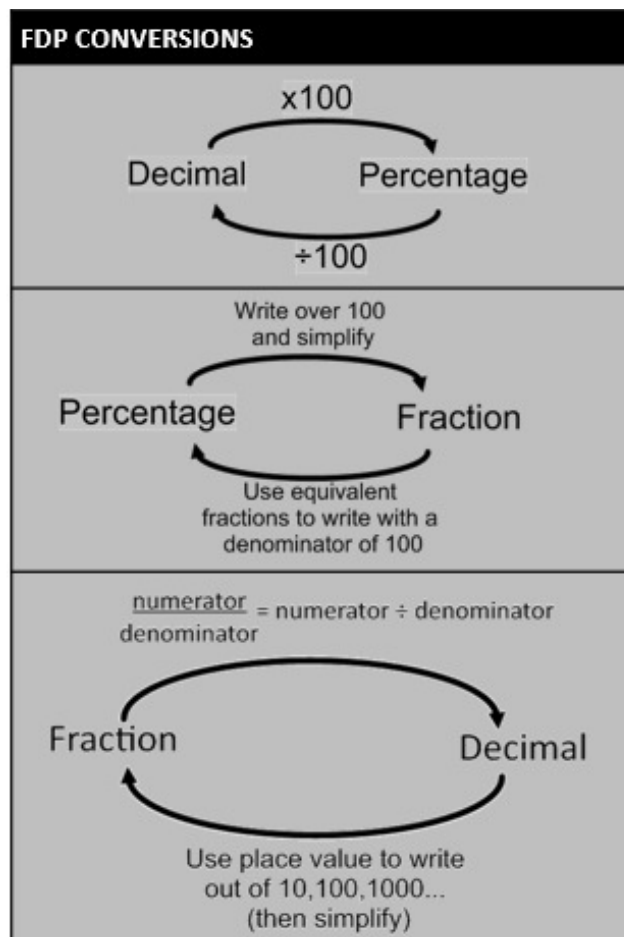 FDP CONVERSIONS
x100
Decimal
Percentage
÷100
Write over 100
and simplify
Percentage
Fraction
Use equivalent
fractions to write with a
denominator of 100
numerator
denominator
= numerator ÷ denominator
Fraction
Decimal
Use place value to write
out of 10,100,1000...
(then simplify)